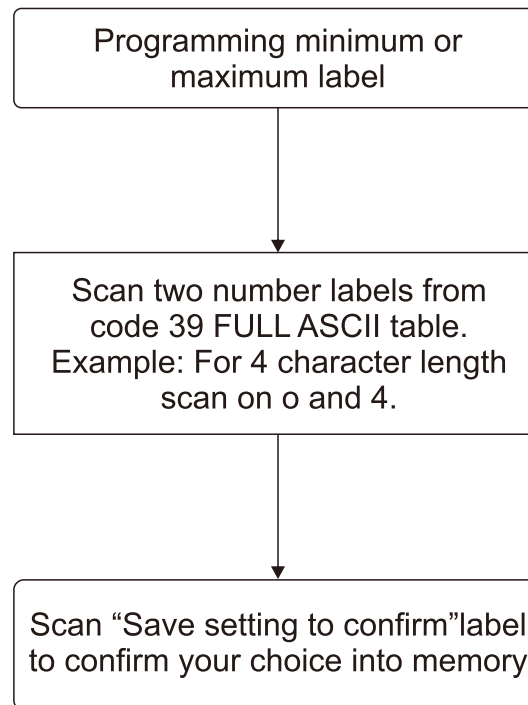 Programming minimum or
maximum label
Scan two number labels from
code 39 FULL ASCII table.
Example: For 4 character length
scan on o and 4.
Scan “Save setting to confirm”label
to confirm your choice into memory